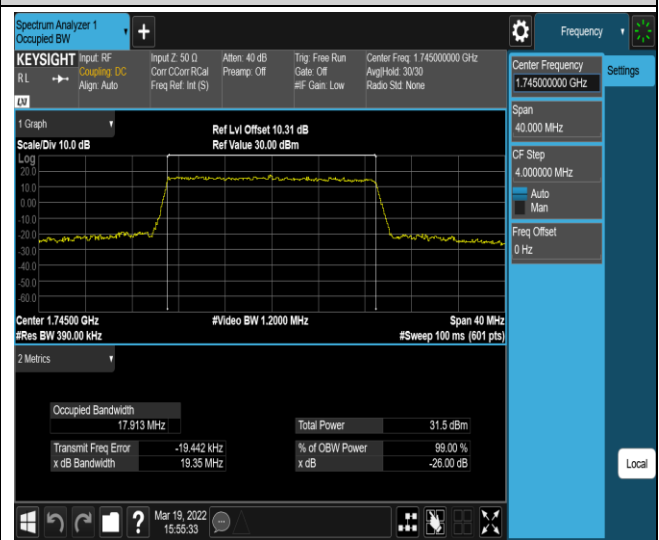 Spectrum Analyzer 1
Occupied BW
+
Frequency
KEYSIGHT
RL
LXI
Input: RF
Coupling: DC
Align: Auto
Input Z: 50 Ω
Corr CCorr RCal
Freq Ref: Int (S)
Atten: 40 dB
Preamp: Off
Trig: Free Run
Gate: Off
#IF Gain: Low
Center Freq: 1.745000000 GHz
Avg|Hold: 30/30
Radio Std: None
Center Frequency
1.745000000 GHz
Settings
Span
40.000 MHz
CF Step
4.000000 MHz
Auto
Man
Freq Offset
0 Hz
1 Graph
Scale/Div 10.0 dB
Ref Lvl Offset 10.31 dB
Ref Value 30.00 dBm
Log
20.0
10.0
0.00
-10.0
-20.0
-30.0
-40.0
-50.0
-60.0
Center 1.74500 GHz
#Res BW 390.00 kHz
#Video BW 1.2000 MHz
Span 40 MHz
#Sweep 100 ms (601 pts)
2 Metrics
Occupied Bandwidth
17.913 MHz
Total Power 31.5 dBm
Transmit Freq Error -19.442 kHz
% of OBW Power 99.00 %
x dB Bandwidth 19.35 MHz
x dB -26.00 dB
Local
?
Mar 19, 2022
15:55:33